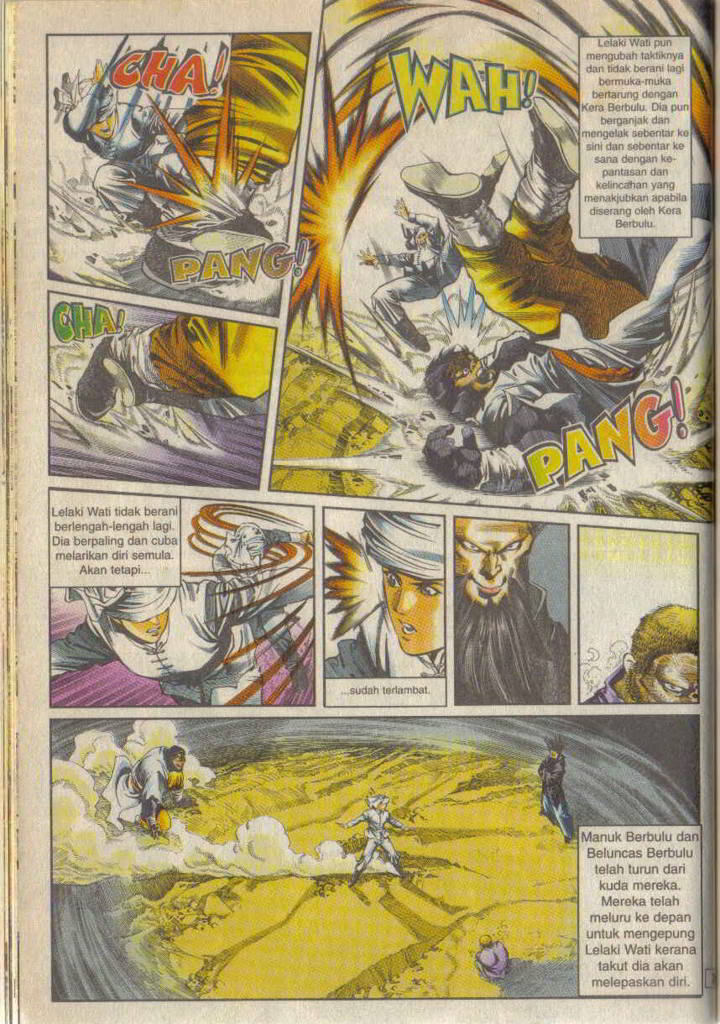 CHA!
PANG!
WAH!
Lelaki Wati pun
mengubah taktiknya
dan tidak berani lagi
bermuka-muka
bertarung dengan
Kera Berbulu. Dia pun
berganjak dan
mengelak sebentar ke
sini dan sebentar ke
sana dengan ke-
pantasan dan
kelincahan yang
menakjubkan apabila
diserang oleh Kera
Berbulu.
CHA!
PANG!
Lelaki Wati tidak berani
berlengah-lengah lagi.
Dia berpaling dan cuba
melarikan diri semula.
Akan tetapi...
...sudah terlambat.
Manuk Berbulu dan
Beluncas Berbulu
telah turun dari
kuda mereka.
Mereka telah
meluru ke depan
untuk mengepung
Lelaki Wati kerana
takut dia akan
melepaskan diri.